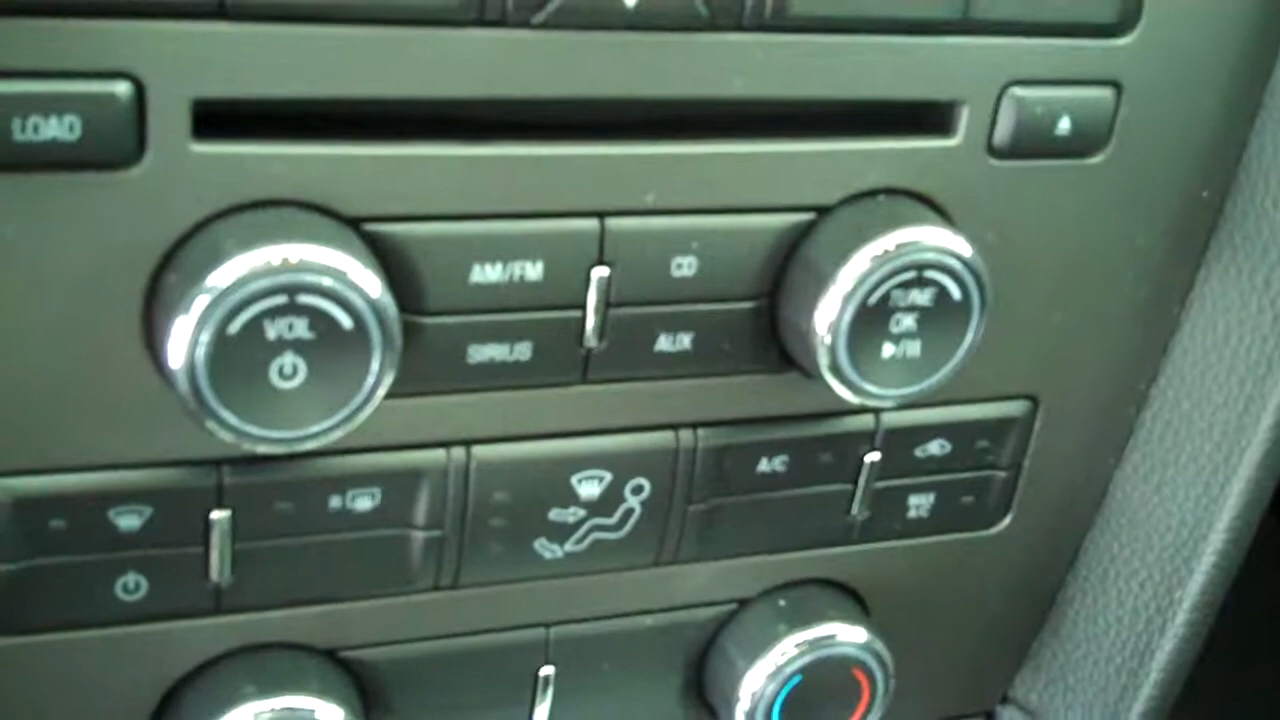 LOAD
AM/FM
CD
VOL
SIRIUS
AUX
TUNE
OK
A/C
R
MAX
A/C